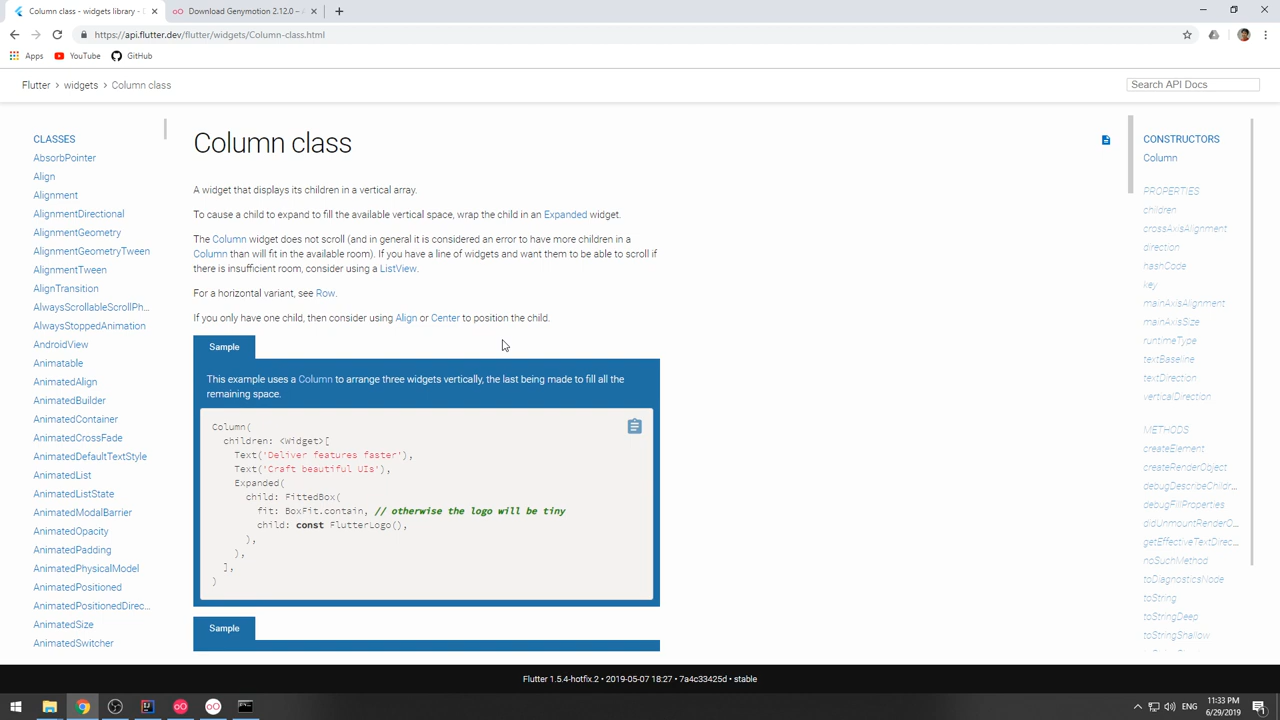 Column class - widgets library -
Download Genymotion 2.12.0 –
https://api.flutter.dev/flutter/widgets/Column-class.html
Apps
YouTube
GitHub
Flutter > widgets > Column class
Search API Docs
CLASSES
AbsorbPointer
Align
Alignment
AlignmentDirectional
AlignmentGeometry
AlignmentGeometryTween
AlignmentTween
AlignTransition
AlwaysScrollableScrollPh...
AlwaysStoppedAnimation
AndroidView
Animatable
AnimatedAlign
AnimatedBuilder
AnimatedContainer
AnimatedCrossFade
AnimatedDefaultTextStyle
AnimatedList
AnimatedListState
AnimatedModalBarrier
AnimatedOpacity
AnimatedPadding
AnimatedPhysicalModel
AnimatedPositioned
AnimatedPositionedDirec...
AnimatedSize
AnimatedSwitcher
Column class
A widget that displays its children in a vertical array.
To cause a child to expand to fill the available vertical space, wrap the child in an Expanded widget.
The Column widget does not scroll (and in general it is considered an error to have more children in a
Column than will fit in the available room). If you have a line of widgets and want them to be able to scroll if
there is insufficient room, consider using a ListView.
For a horizontal variant, see Row.
If you only have one child, then consider using Align or Center to position the child.
Sample
This example uses a Column to arrange three widgets vertically, the last being made to fill all the
remaining space.
Column(
children: <Widget>[
Text('Deliver features faster'),
Text('Craft beautiful UIs'),
Expanded(
child: FittedBox(
fit: BoxFit.contain, // otherwise the logo will be tiny
child: const FlutterLogo(),
),
),
],
)
Sample
CONSTRUCTORS
Column
PROPERTIES
children
crossAxisAlignment
direction
hashCode
key
mainAxisAlignment
mainAxisSize
runtimeType
textBaseline
textDirection
verticalDirection
METHODS
createElement
createRenderObject
debugDescribeChildr...
debugFillProperties
didUnmountRenderO...
getEffectiveTextDirec...
noSuchMethod
toDiagnosticsNode
toString
toStringDeep
toStringShallow
Flutter 1.5.4-hotfix.2 • 2019-05-07 18:27 • 7a4c33425d • stable
ENG
11:33 PM
6/29/2019